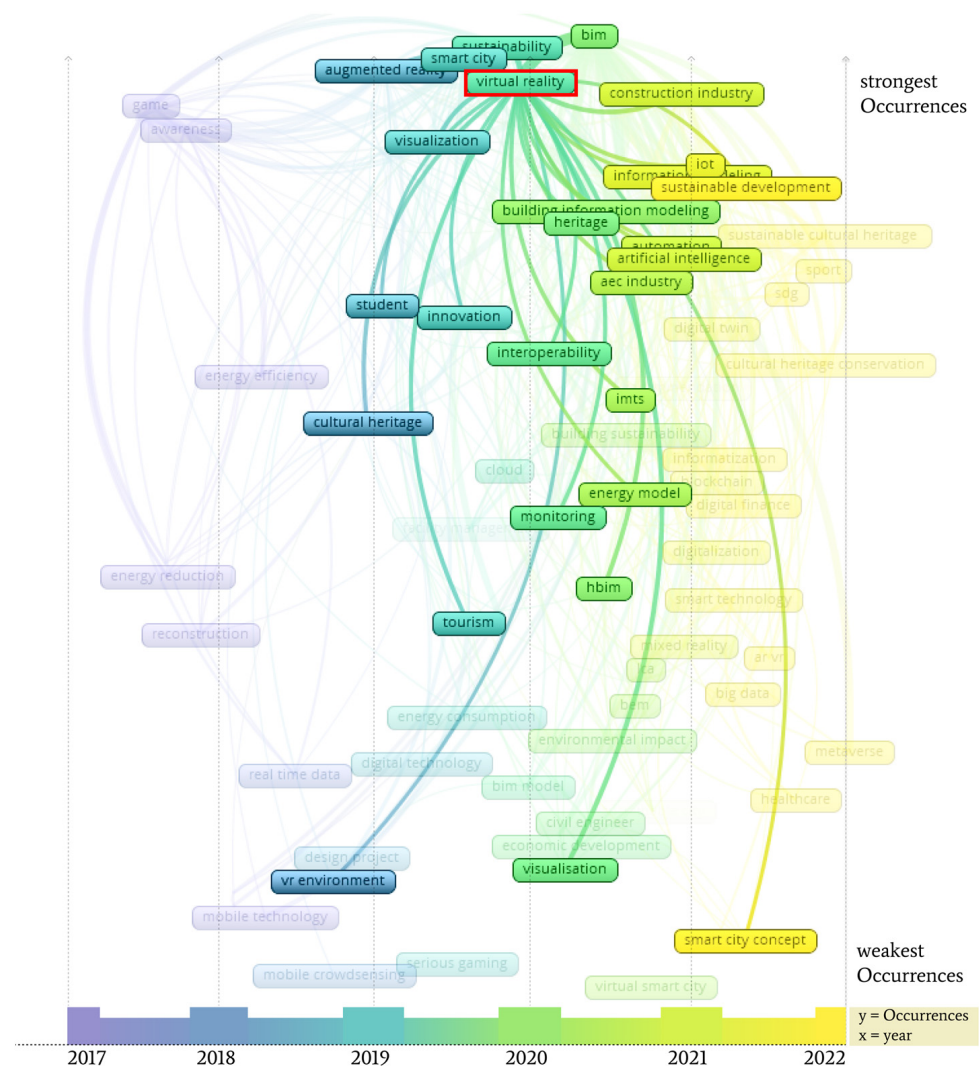 bim
sustainability
smart city
augmented reality
virtual reality
strongest
Occurrences
construction industry
game
awareness
visualization
iot
information modeling
sustainable development
building information modeling
heritage
sustainable cultural heritage
automation
artificial intelligence
sport
aec industry
sdg
student
innovation
digital twin
interoperability
cultural heritage conservation
energy efficiency
imts
cultural heritage
building sustainability
informatization
cloud
blockchain
energy model
digital finance
monitoring
digitalization
energy reduction
hbim
smart technology
tourism
reconstruction
mixed reality
ar vr
lca
big data
bem
energy consumption
environmental impact
metaverse
digital technology
real time data
bim model
healthcare
civil engineer
economic development
design project
visualisation
vr environment
mobile technology
smart city concept
weakest
Occurrences
serious gaming
mobile crowdsensing
virtual smart city
y = Occurrences
x = year
2017 2018 2019 2020 2021 2022